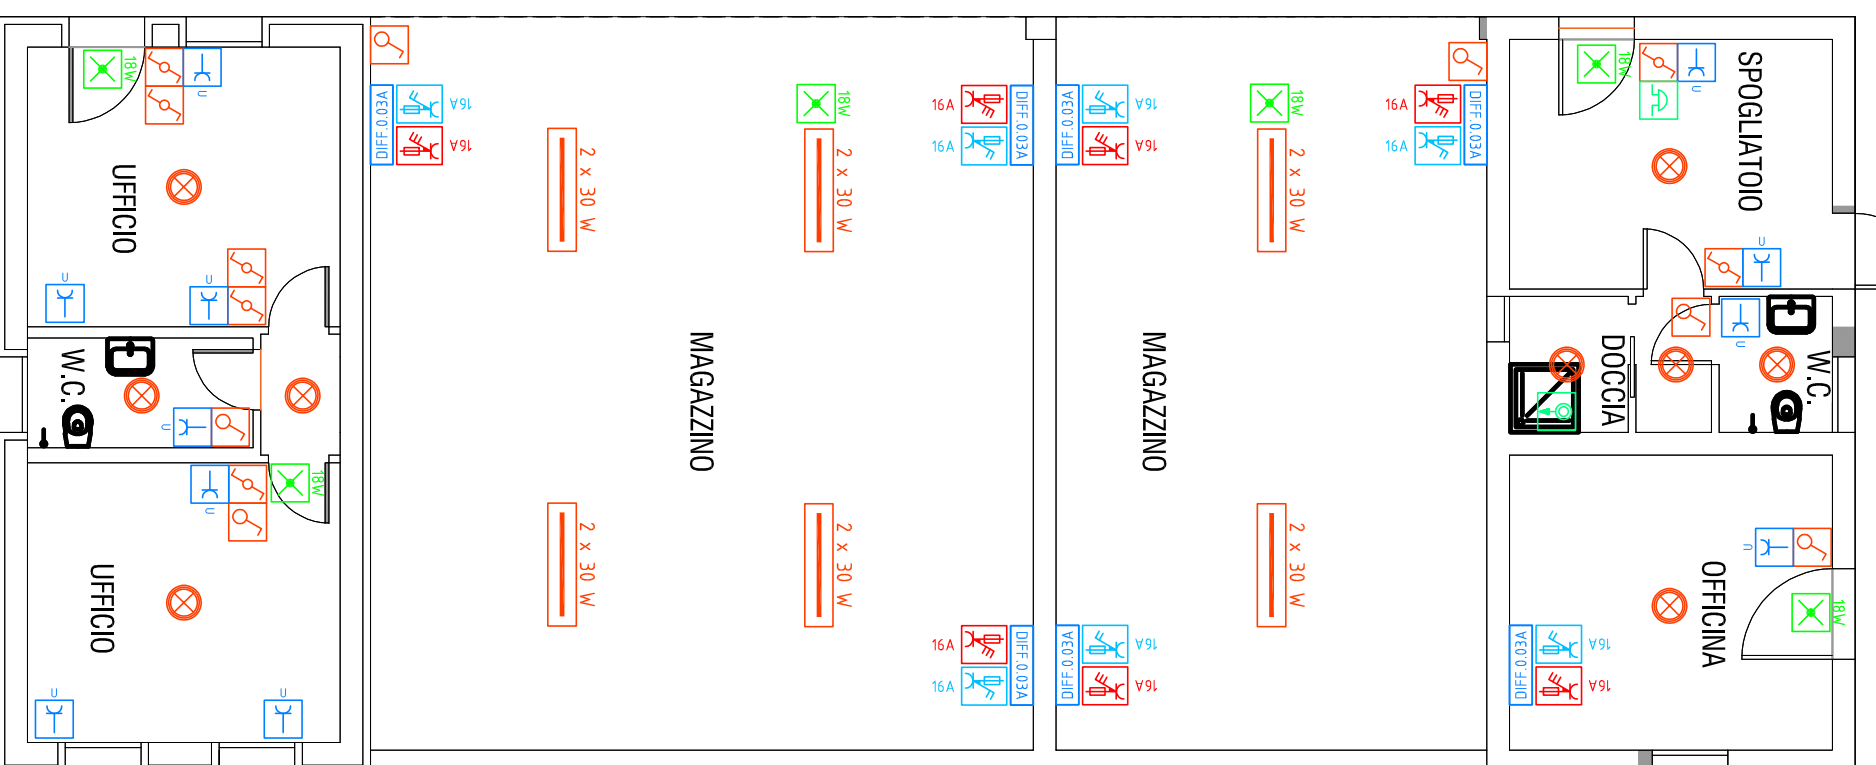 UFFICIO
18W
U
U
U
W.C.
U
18W
U
UFFICIO
U
U
DIFF.0.03A
16A
16A
2 x 30 W
2 x 30 W
18W
16A
16A
DIFF.0.03A
MAGAZZINO
2 x 30 W
2 x 30 W
16A
16A
DIFF.0.03A
DIFF.0.03A
16A
16A
18W
2 x 30 W
16A
16A
DIFF.0.03A
MAGAZZINO
2 x 30 W
DIFF.0.03A
16A
16A
18W
U
SPOGLIATOIO
U
DOCCIA
U
W.C.
U
OFFICINA
18W
DIFF.0.03A
16A
16A